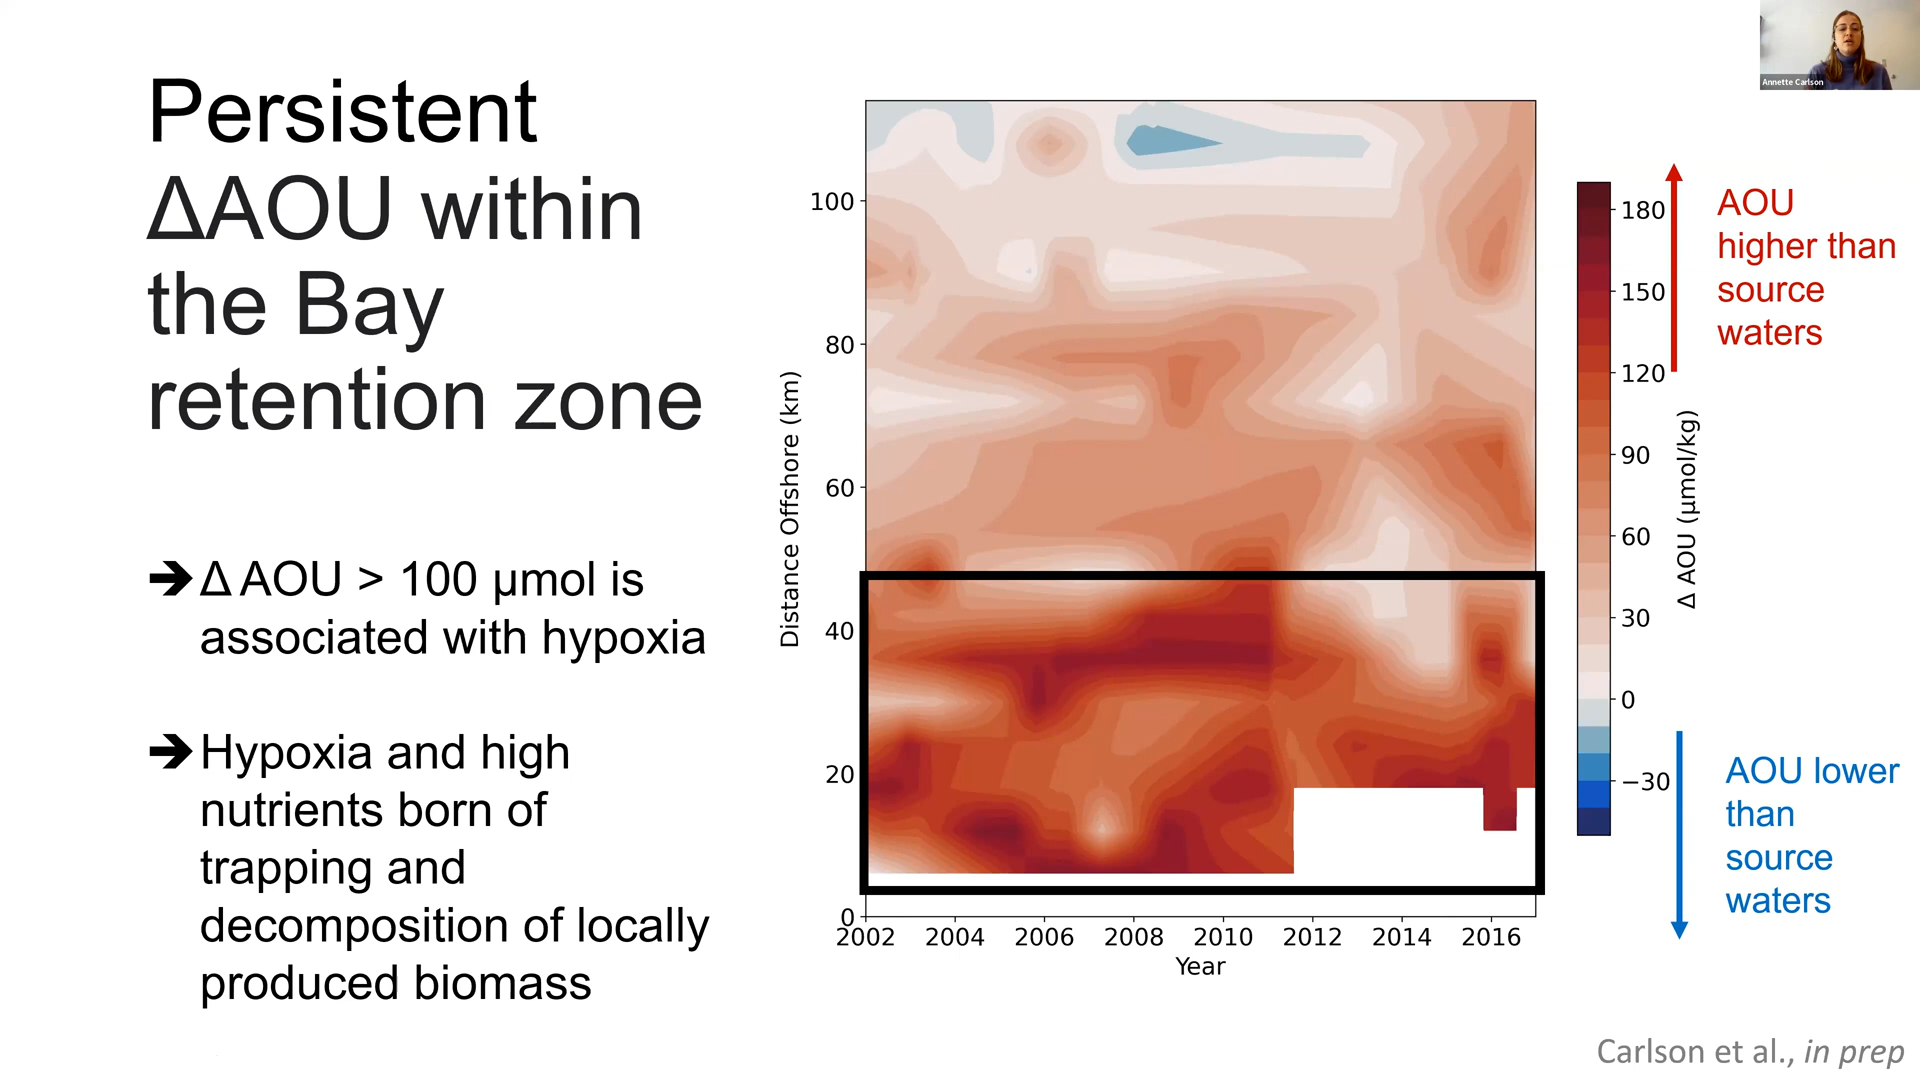 Persistent
ΔAOU within
the Bay
retention zone
➔ Δ AOU > 100 µmol is
associated with hypoxia
➔ Hypoxia and high
nutrients born of
trapping and
decomposition of locally
produced biomass
Distance Offshore (km)
100
80
60
40
20
0
2002 2004 2006 2008 2010 2012 2014 2016
Year
180
150
120
90
60
30
0
−30
Δ AOU (µmol/kg)
AOU
higher than
source
waters
AOU lower
than
source
waters
Annette Carlson
Carlson et al., in prep